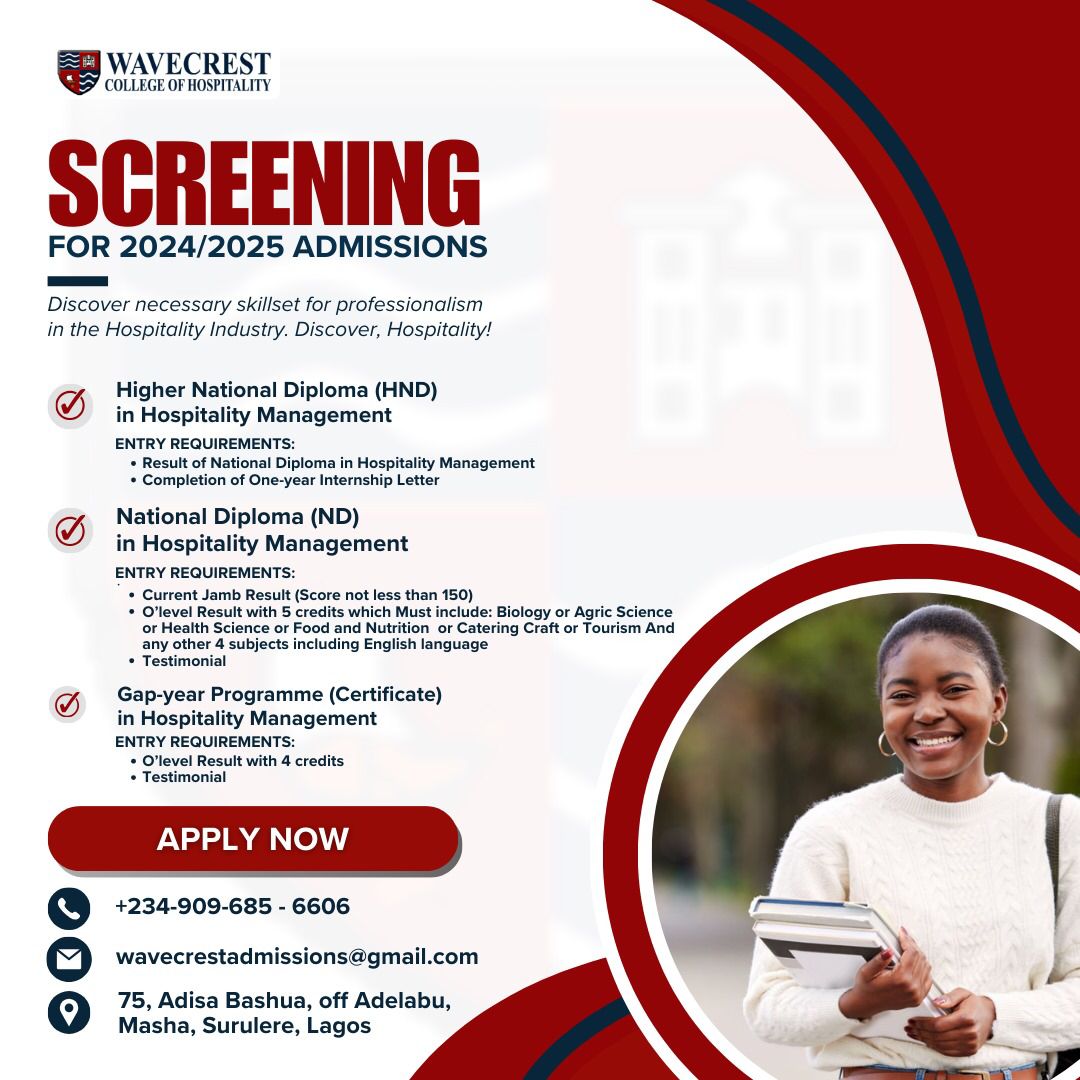 WAVECREST
COLLEGE OF HOSPITALITY
SCREENING
FOR 2024/2025 ADMISSIONS
Discover necessary skillset for professionalism
in the Hospitality Industry. Discover, Hospitality!
Higher National Diploma (HND)
in Hospitality Management
ENTRY REQUIREMENTS:
• Result of National Diploma in Hospitality Management
• Completion of One-year Internship Letter
National Diploma (ND)
in Hospitality Management
ENTRY REQUIREMENTS:
• Current Jamb Result (Score not less than 150)
• O’level Result with 5 credits which Must include: Biology or Agric Science
or Health Science or Food and Nutrition or Catering Craft or Tourism And
any other 4 subjects including English language
• Testimonial
Gap-year Programme (Certificate)
in Hospitality Management
ENTRY REQUIREMENTS:
• O’level Result with 4 credits
• Testimonial
APPLY NOW
+234-909-685 - 6606
wavecrestadmissions@gmail.com
75, Adisa Bashua, off Adelabu,
Masha, Surulere, Lagos